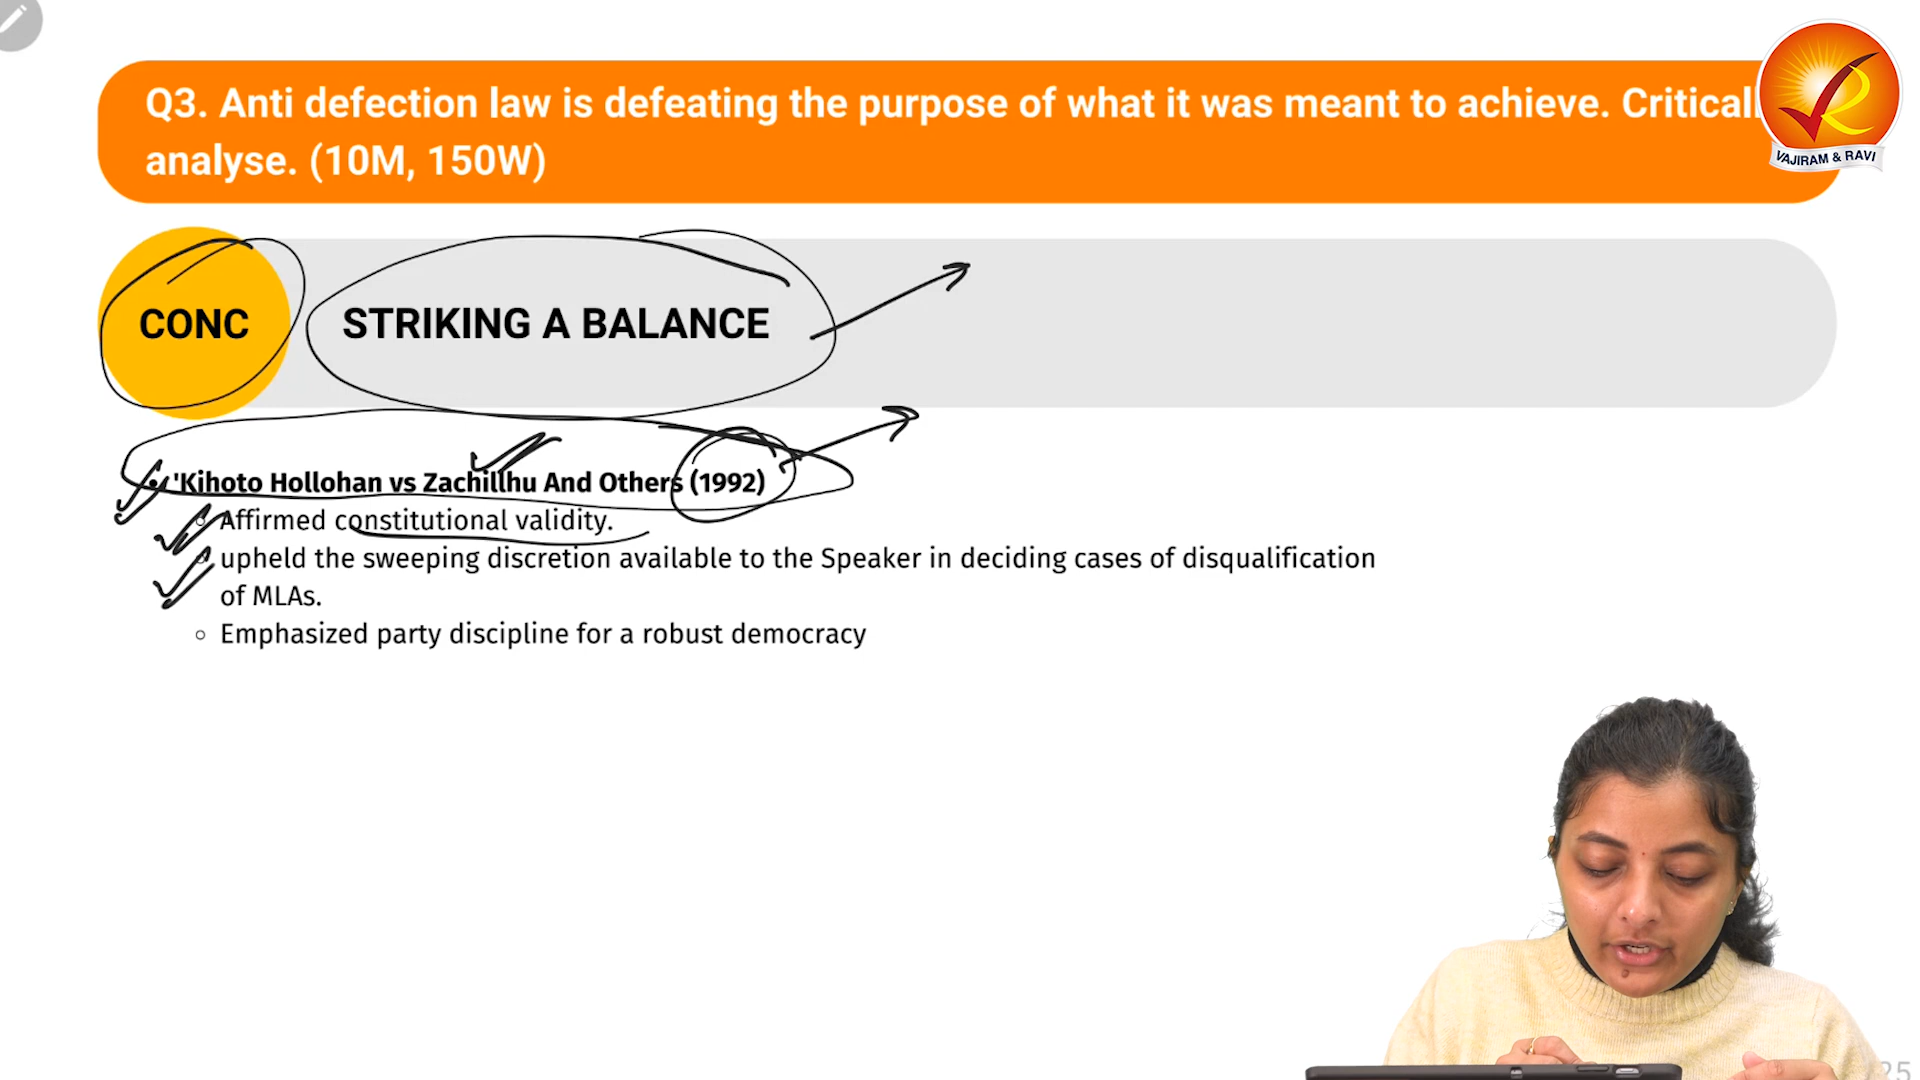 Q3. Anti defection law is defeating the purpose of what it was meant to achieve. Critical
analyse. (10M, 150W)
VAJIRAM & RAVI
CONC
STRIKING A BALANCE
• 'Kihoto Hollohan vs Zachillhu And Others (1992)
Affirmed constitutional validity.
upheld the sweeping discretion available to the Speaker in deciding cases of disqualification
of MLAs.
Emphasized party discipline for a robust democracy
25